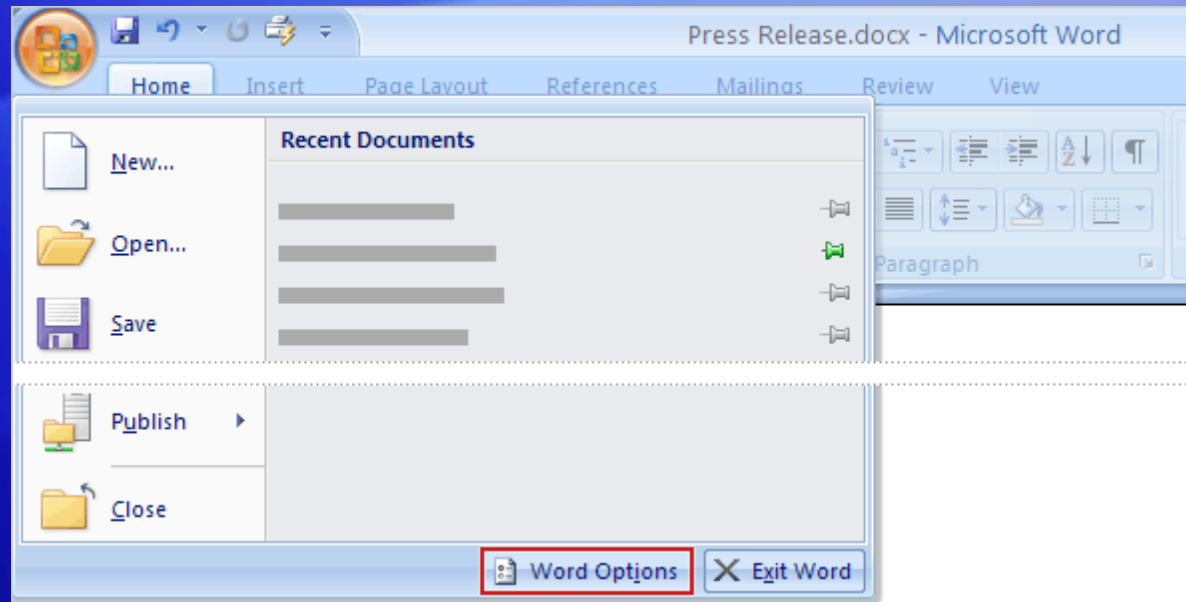 Press Release.docx - Microsoft Word
Home Insert Page Layout References Mailings Review View
Recent Documents
New...
Open...
Save
Paragraph
Publish
Close
Word Options Exit Word